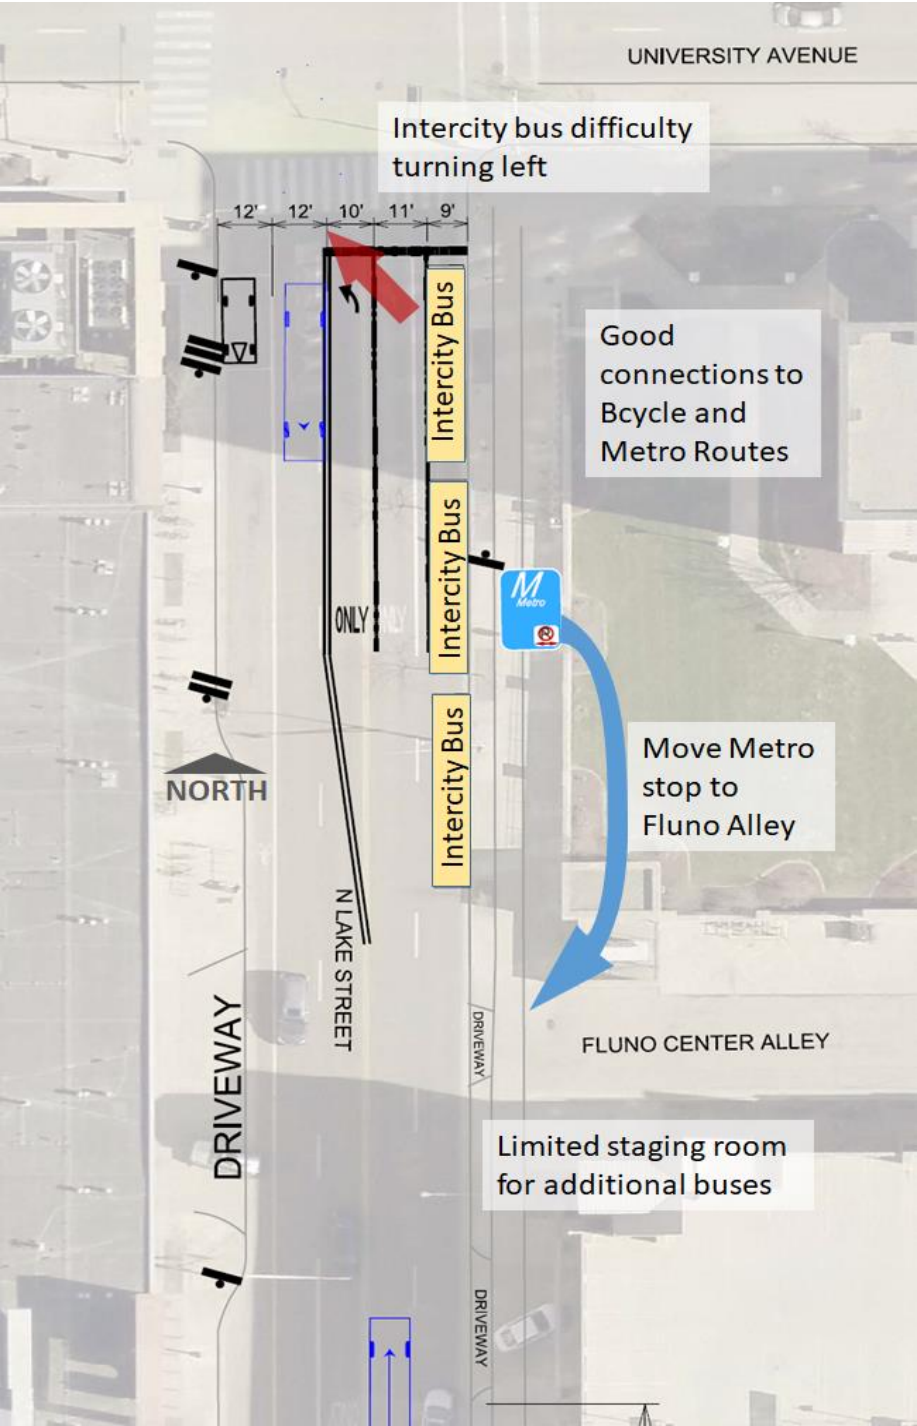 UNIVERSITY AVENUE
Intercity bus difficulty
turning left
12' 12' 10' 11' 9'
Intercity Bus
Good
connections to
Bcycle and
Metro Routes
Intercity Bus
M
Metro
ONLY ONLY
Intercity Bus
Move Metro
stop to
Fluno Alley
NORTH
N LAKE STREET
DRIVEWAY
DRIVEWAY
FLUNO CENTER ALLEY
Limited staging room
for additional buses
DRIVEWAY